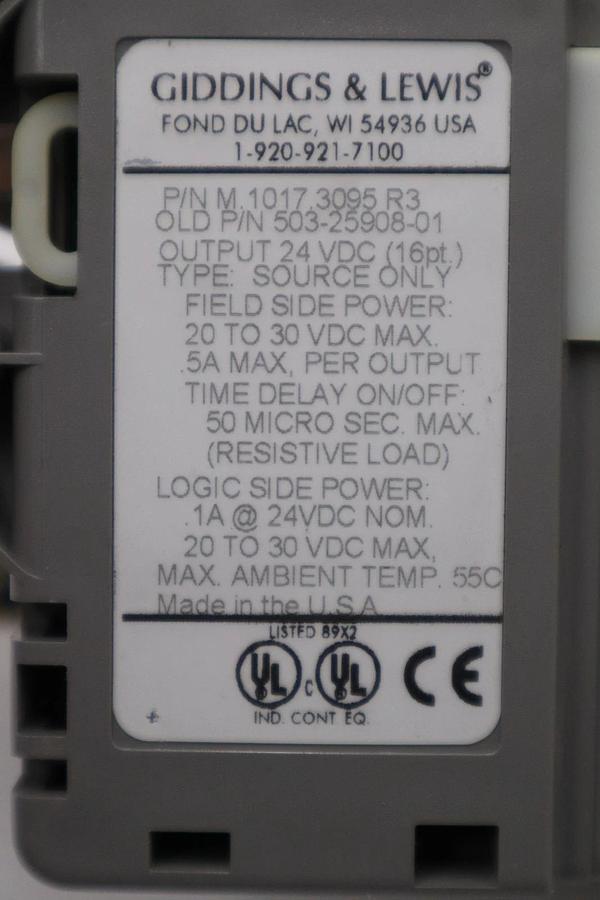 GIDDINGS & LEWIS®
FOND DU LAC, WI 54936 USA
1-920-921-7100
P/N M.1017.3095 R3
OLD P/N 503-25908-01
OUTPUT 24 VDC (16pt.)
TYPE: SOURCE ONLY
FIELD SIDE POWER:
20 TO 30 VDC MAX.
.5A MAX, PER OUTPUT
TIME DELAY ON/OFF:
50 MICRO SEC. MAX.
(RESISTIVE LOAD)
LOGIC SIDE POWER:
.1A @ 24VDC NOM.
20 TO 30 VDC MAX,
MAX. AMBIENT TEMP. 55C
Made in the U.S.A
LISTED 89X2
UL C UL CE
IND. CONT EQ.